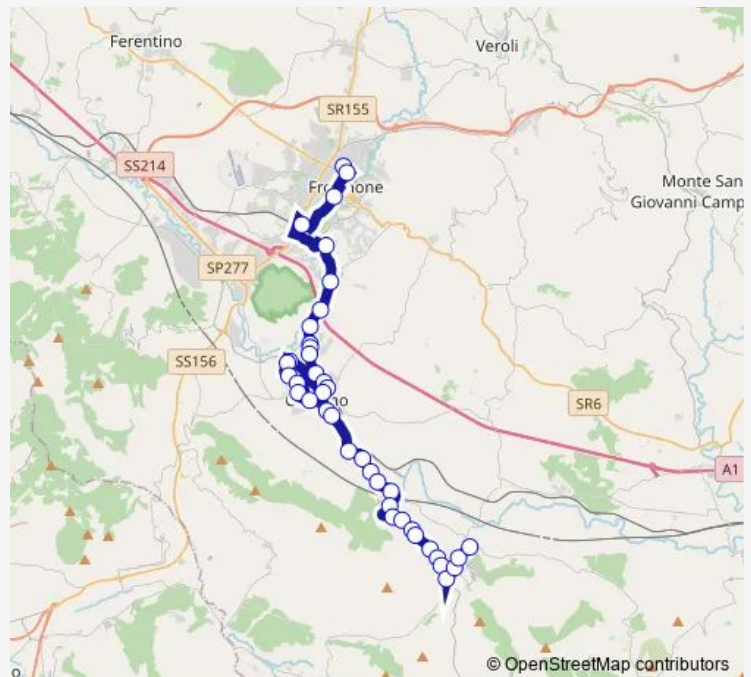 Ferentino
Veroli
SR155
SS214
Monte San
Giovanni Camp
SP277
SS156
SR6
A1
© OpenStreetMap contributors